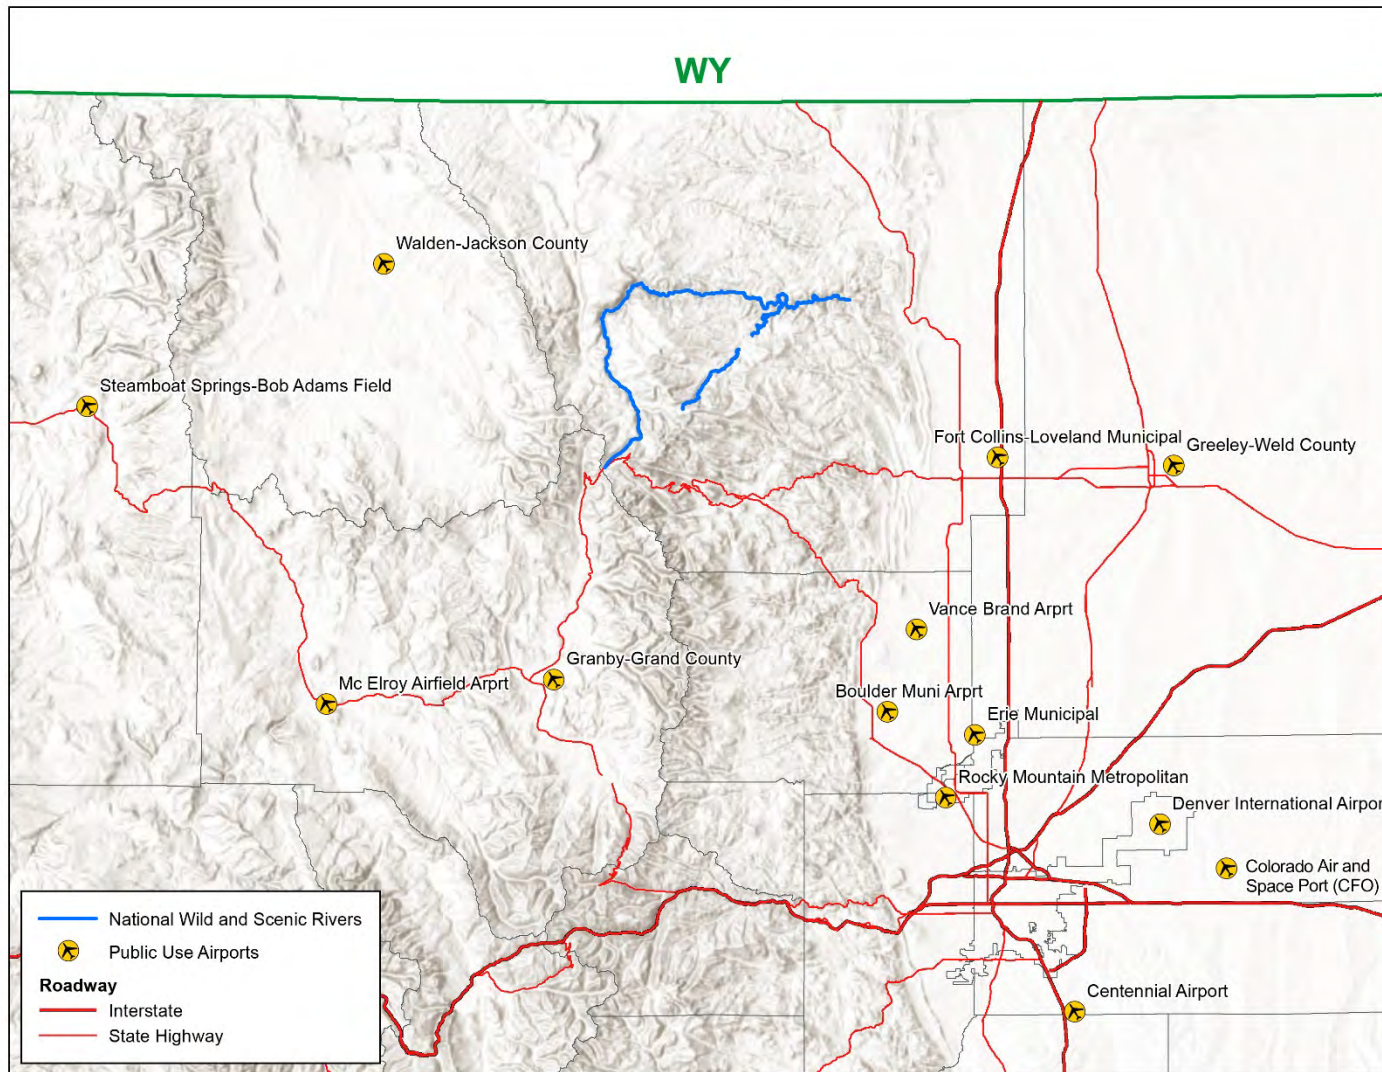 WY
Walden-Jackson County
Steamboat Springs-Bob Adams Field
Fort Collins-Loveland Municipal
Greeley-Weld County
Vance Brand Arprt
Granby-Grand County
Mc Elroy Airfield Arprt
Boulder Muni Arprt
Erie Municipal
Rocky Mountain Metropolitan
Denver International Airpor
Colorado Air and
Space Port (CFO)
Centennial Airport
National Wild and Scenic Rivers
Public Use Airports
Roadway
Interstate
State Highway